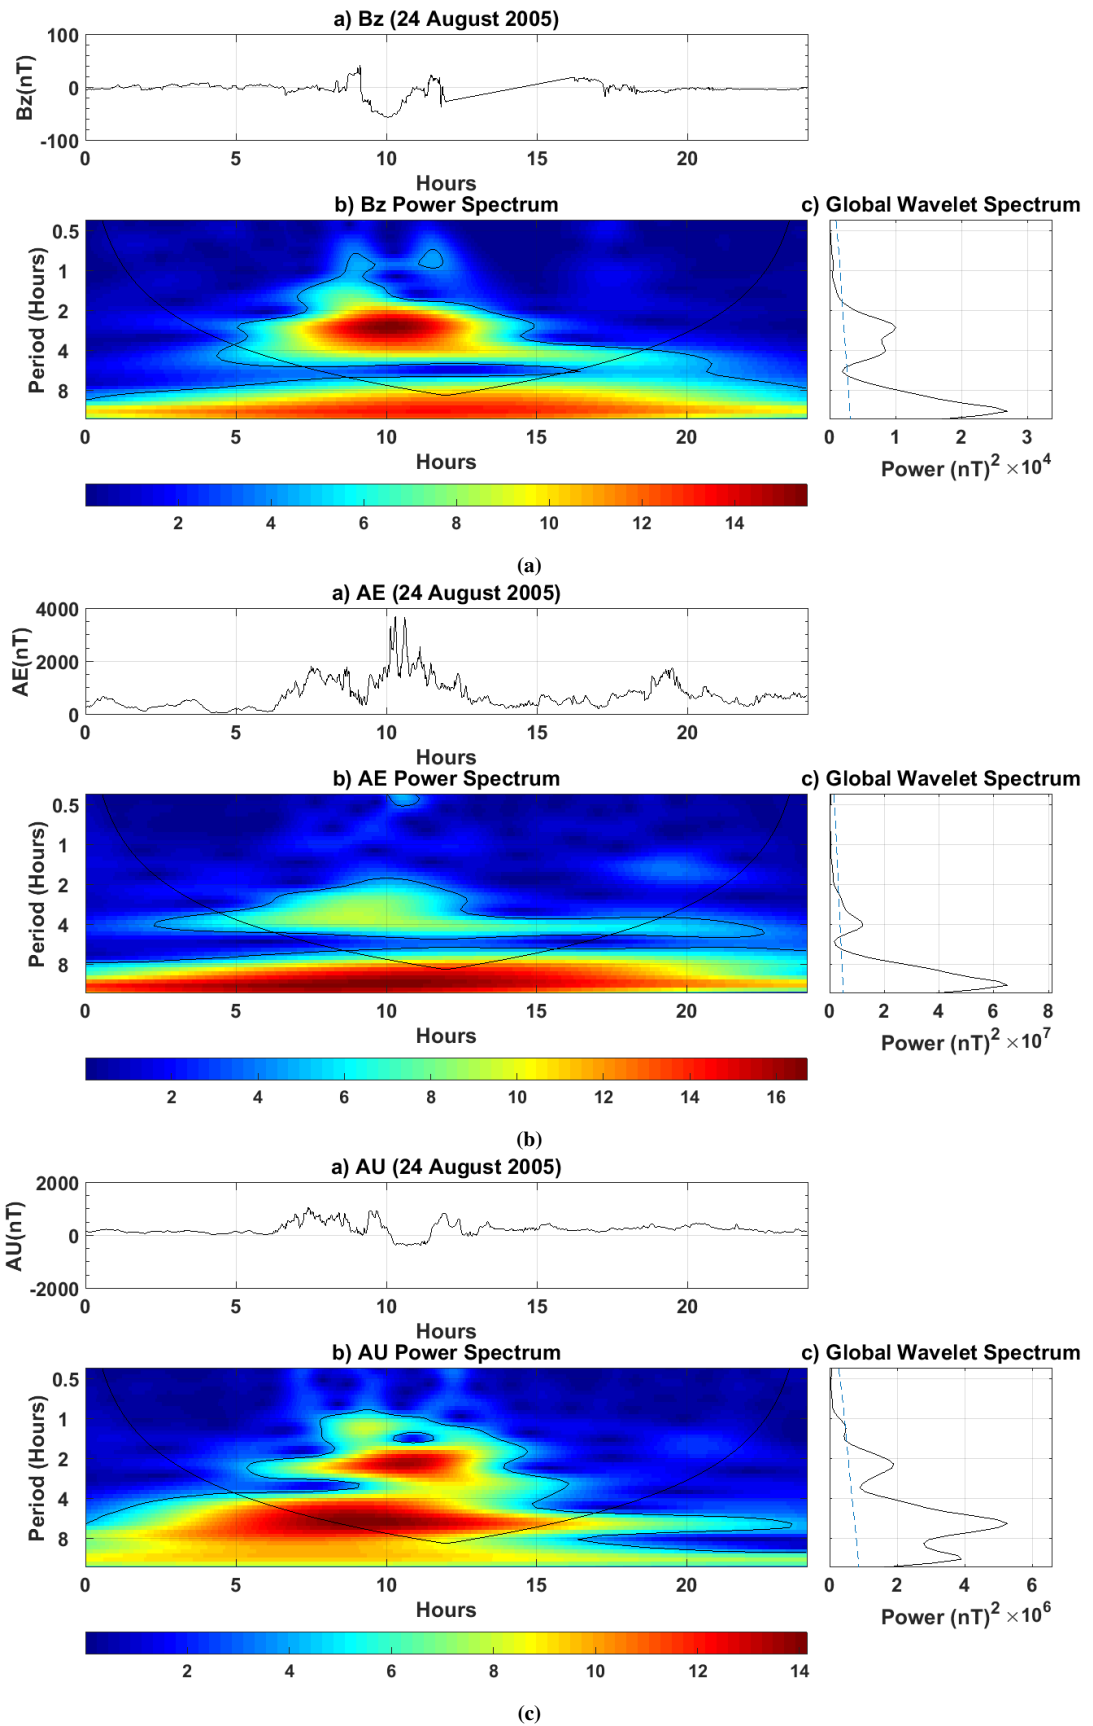 a) Bz (24 August 2005)
Bz(nT)
100
0
-100
0 5 10 15 20
Hours
b) Bz Power Spectrum
Period (Hours)
0.5
1
2
4
8
0 5 10 15 20
Hours
c) Global Wavelet Spectrum
0 1 2 3
Power (nT)² ×10⁴
2 4 6 8 10 12 14
(a)
a) AE (24 August 2005)
AE(nT)
4000
2000
0
0 5 10 15 20
Hours
b) AE Power Spectrum
Period (Hours)
0.5
1
2
4
8
0 5 10 15 20
Hours
c) Global Wavelet Spectrum
0 2 4 6 8
Power (nT)² ×10⁷
2 4 6 8 10 12 14 16
(b)
a) AU (24 August 2005)
AU(nT)
2000
0
-2000
0 5 10 15 20
Hours
b) AU Power Spectrum
Period (Hours)
0.5
1
2
4
8
0 5 10 15 20
Hours
c) Global Wavelet Spectrum
0 2 4 6
Power (nT)² ×10⁶
2 4 6 8 10 12 14
(c)